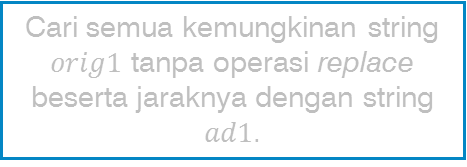 Cari semua kemungkinan string
orig1 tanpa operasi replace
beserta jaraknya dengan string
ad1.